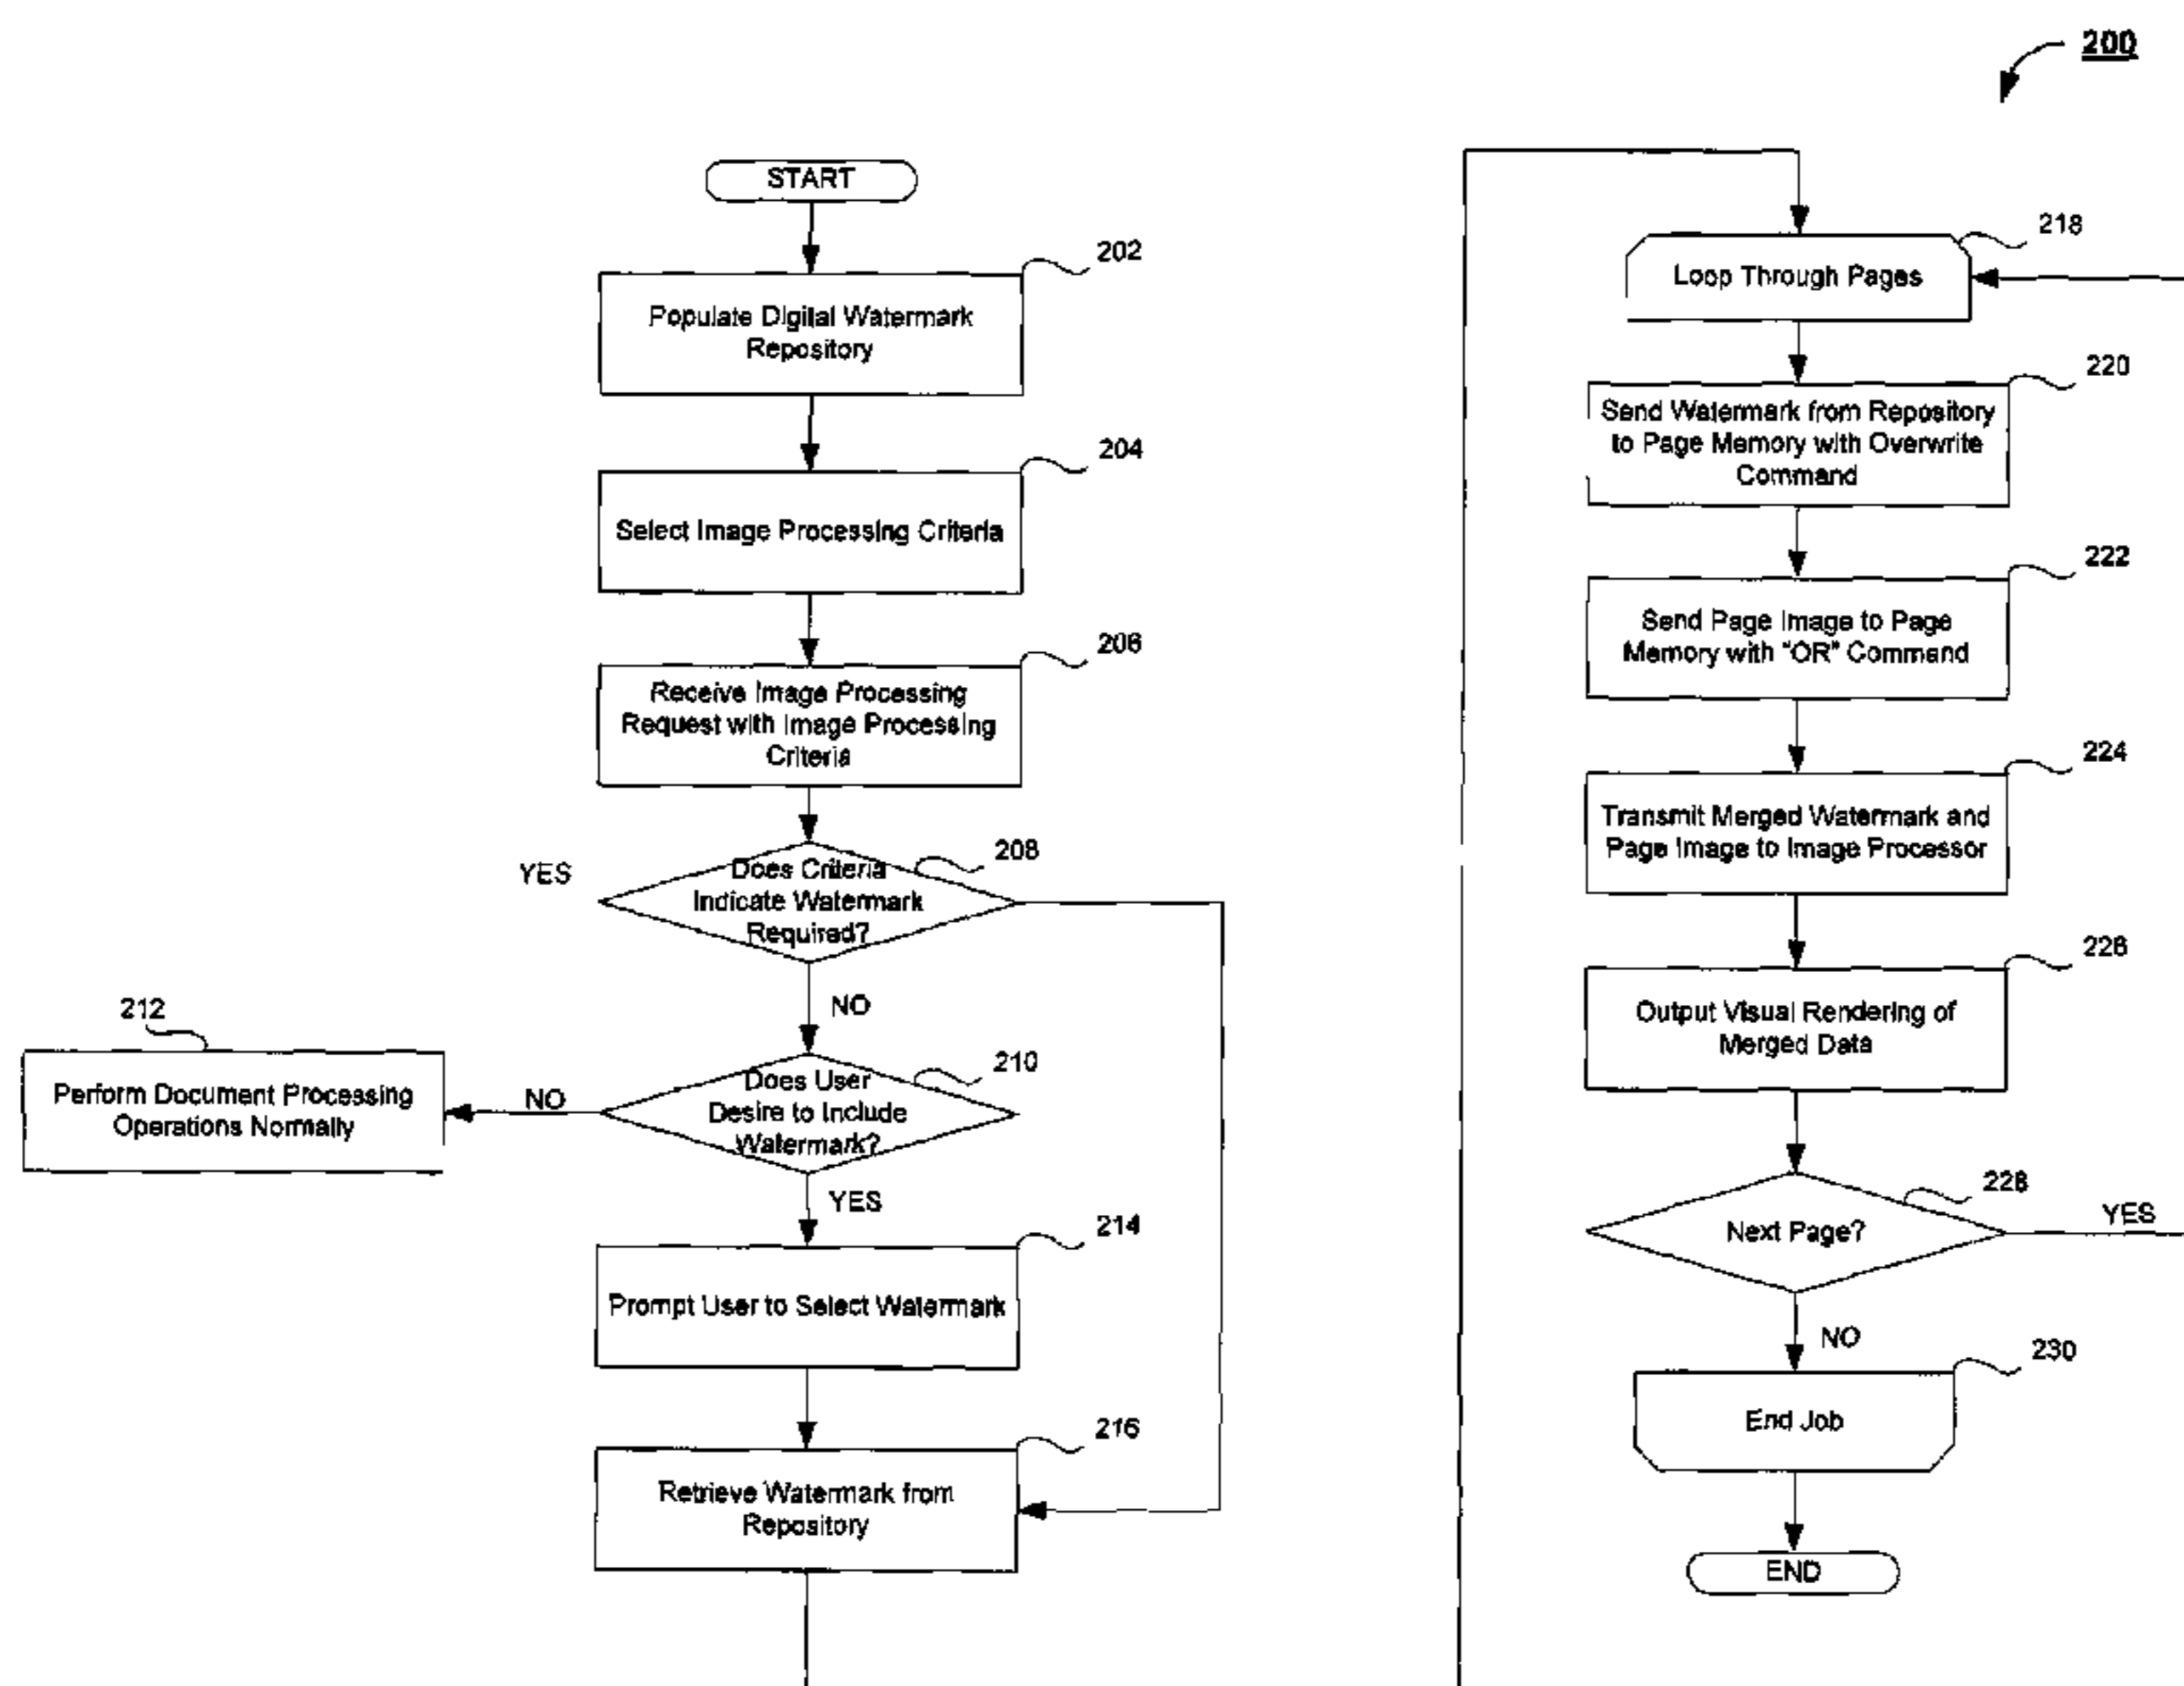 200
START
202
Populate Digital Watermark
Repository
204
Select Image Processing Criteria
206
Receive Image Processing
Request with Image Processing
Criteria
208
YES
Does Criteria
Indicate Watermark
Required?
NO
210
Does User
Desire to Include
Watermark?
NO
212
Perform Document Processing
Operations Normally
YES
214
Prompt User to Select Watermark
216
Retrieve Watermark from
Repository
218
Loop Through Pages
220
Send Watermark from Repository
to Page Memory with Overwrite
Command
222
Send Page Image to Page
Memory with "OR" Command
224
Transmit Merged Watermark and
Page Image to Image Processor
226
Output Visual Rendering of
Merged Data
228
Next Page?
YES
NO
230
End Job
END